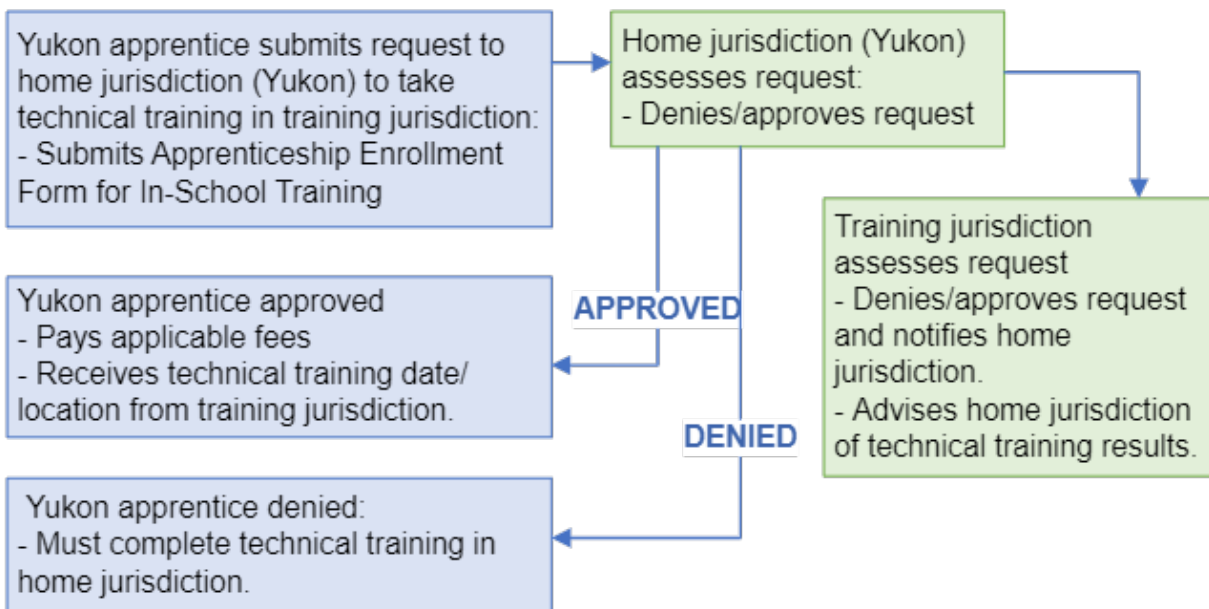 Yukon apprentice submits request to
home jurisdiction (Yukon) to take
technical training in training jurisdiction:
- Submits Apprenticeship Enrollment
Form for In-School Training
Home jurisdiction (Yukon)
assesses request:
- Denies/approves request
Training jurisdiction
assesses request
- Denies/approves request
and notifies home
jurisdiction.
- Advises home jurisdiction
of technical training results.
APPROVED
Yukon apprentice approved
- Pays applicable fees
- Receives technical training date/
location from training jurisdiction.
DENIED
Yukon apprentice denied:
- Must complete technical training in
home jurisdiction.